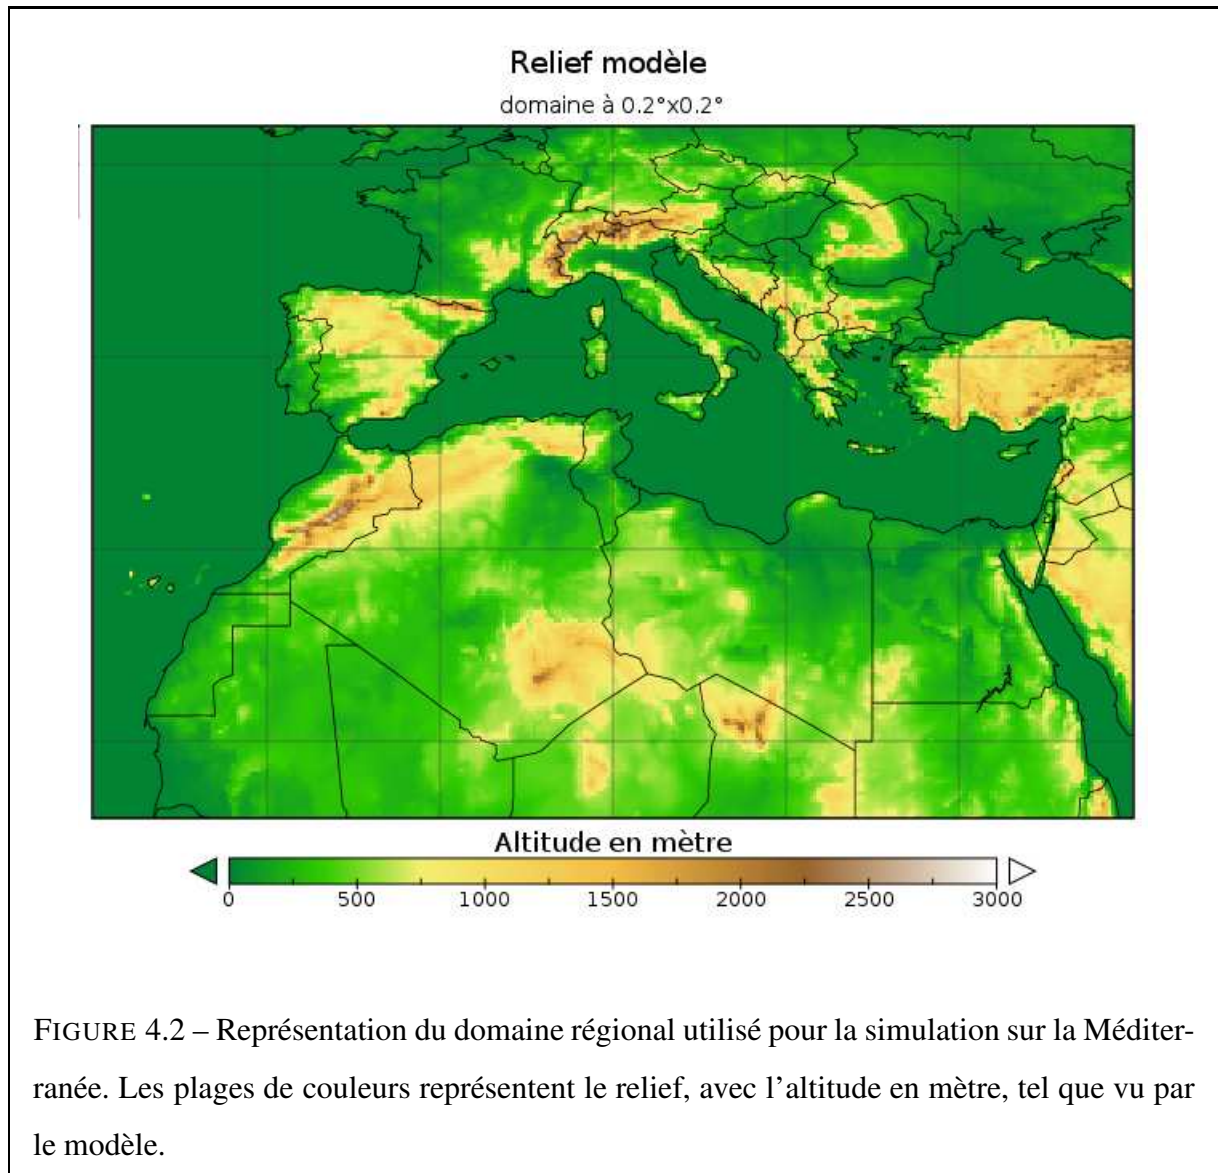 Relief modèle
domaine à 0.2°x0.2°
Altitude en mètre
0 500 1000 1500 2000 2500 3000
FIGURE 4.2 – Représentation du domaine régional utilisé pour la simulation sur la Méditer-
ranée. Les plages de couleurs représentent le relief, avec l'altitude en mètre, tel que vu par
le modèle.